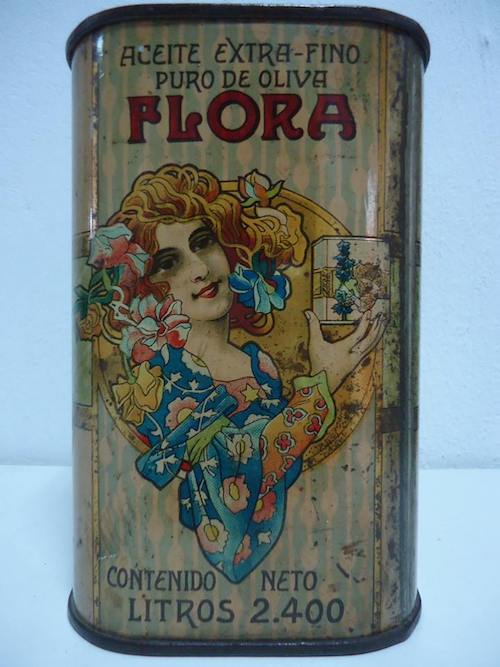 ACEITE EXTRA-FINO
PURO DE OLIVA
FLORA
CONTENIDO NETO
LITROS 2.400